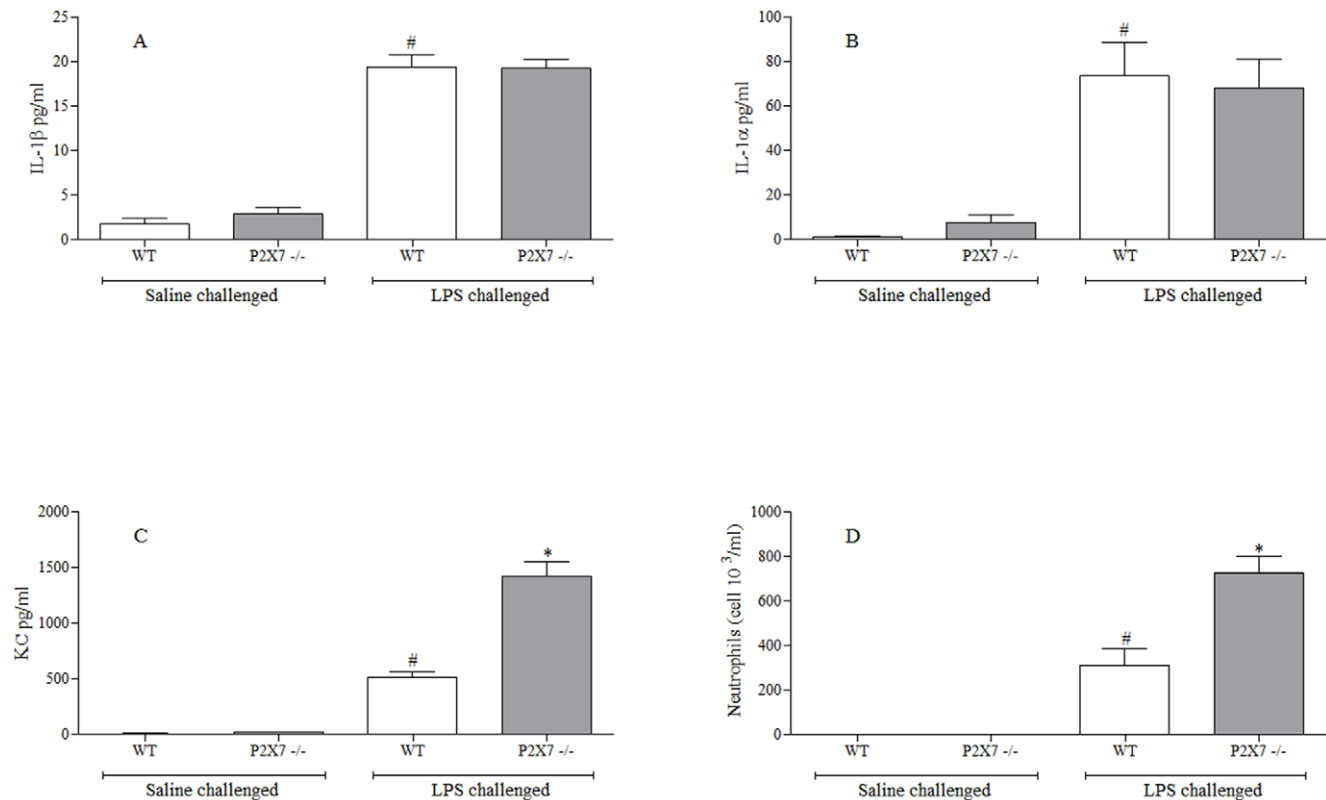 A
IL-1β pg/ml
25
20
15
10
5
0
#
WT
P2X7 -/-
WT
P2X7 -/-
Saline challenged
LPS challenged
B
IL-1α pg/ml
100
80
60
40
20
0
#
WT
P2X7 -/-
WT
P2X7 -/-
Saline challenged
LPS challenged
C
KC pg/ml
2000
1500
1000
500
0
#
*
WT
P2X7 -/-
WT
P2X7 -/-
Saline challenged
LPS challenged
D
Neutrophils (cell 10 ³/ml)
1000
800
600
400
200
0
#
*
WT
P2X7 -/-
WT
P2X7 -/-
Saline challenged
LPS challenged